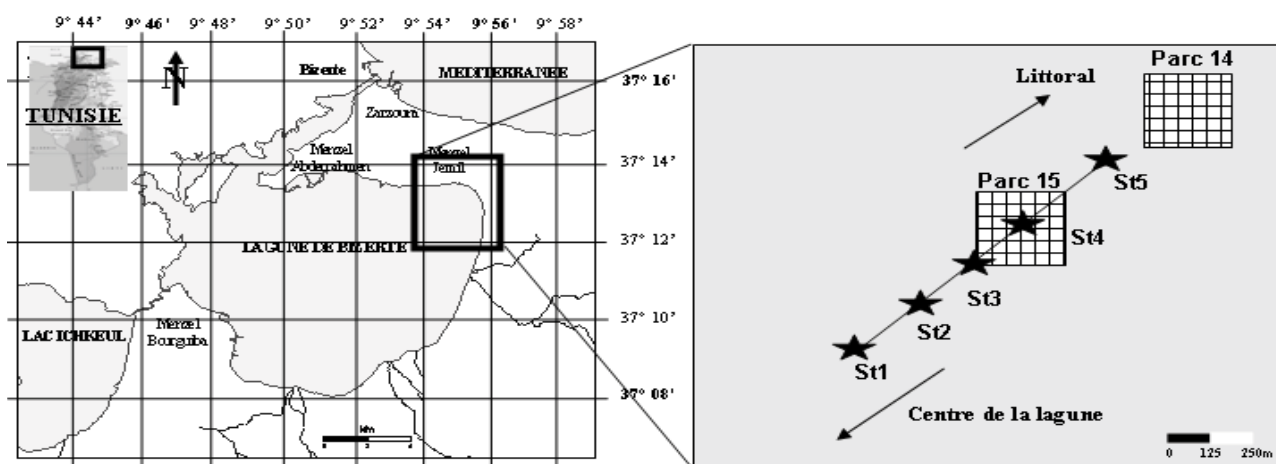 9° 44' 9° 46' 9° 48' 9° 50' 9° 52' 9° 54' 9° 56' 9° 58'
N
TUNISIE
Bizerte
MEDITERRANEE
Zarzouna
37° 16'
Menzel
Abderrahmen
Menzel
Jemil
37° 14'
LAGUNE DE BIZERTE
37° 12'
LAC ICHKEUL
Menzel
Bourguiba
37° 10'
37° 08'
km
Parc 14
Littoral
Parc 15
St5
St4
St3
St2
St1
Centre de la lagune
0 125 250m